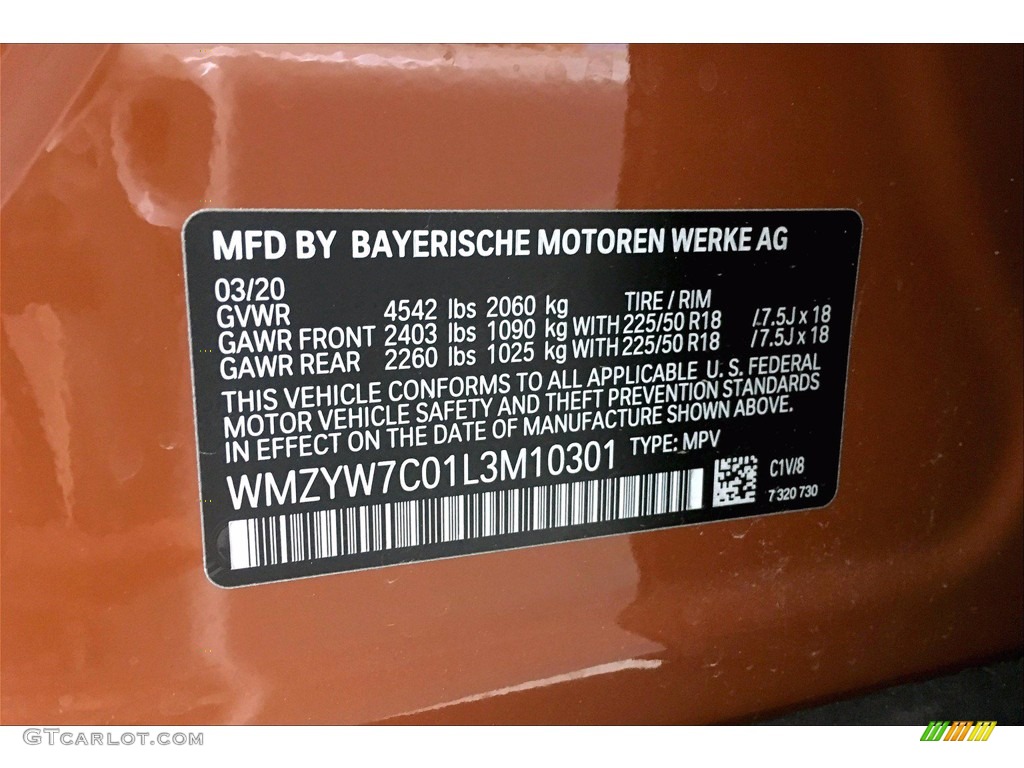 MFD BY BAYERISCHE MOTOREN WERKE AG
03/20
GVWR 4542 lbs 2060 kg TIRE / RIM
GAWR FRONT 2403 lbs 1090 kg WITH 225/50 R18 /7.5J x 18
GAWR REAR 2260 lbs 1025 kg WITH 225/50 R18 /7.5J x 18
THIS VEHICLE CONFORMS TO ALL APPLICABLE U. S. FEDERAL
MOTOR VEHICLE SAFETY AND THEFT PREVENTION STANDARDS
IN EFFECT ON THE DATE OF MANUFACTURE SHOWN ABOVE.
WMZYW7C01L3M10301 TYPE: MPV
C1V/8
7 320 730
GTCARLOT.COM